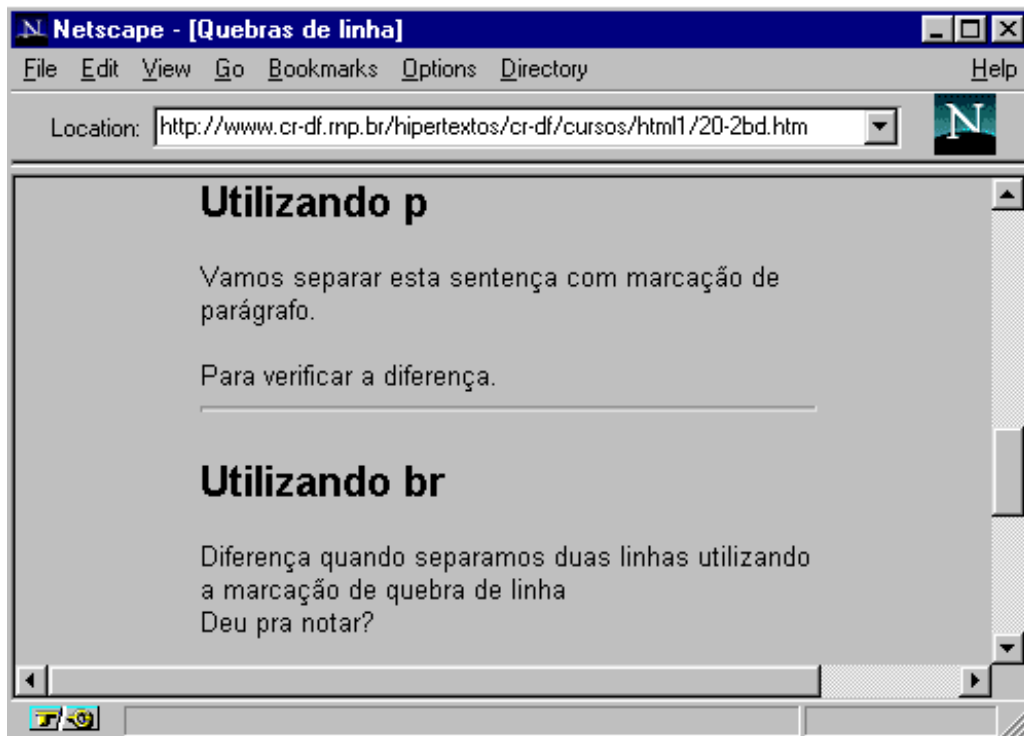 N Netscape - [Quebras de linha]
File Edit View Go Bookmarks Options Directory Help
Location: http://www.cr-df.rnp.br/hipertextos/cr-df/cursos/html1/20-2bd.htm
N
Utilizando p
Vamos separar esta sentença com marcação de
parágrafo.
Para verificar a diferença.
Utilizando br
Diferença quando separamos duas linhas utilizando
a marcação de quebra de linha
Deu pra notar?